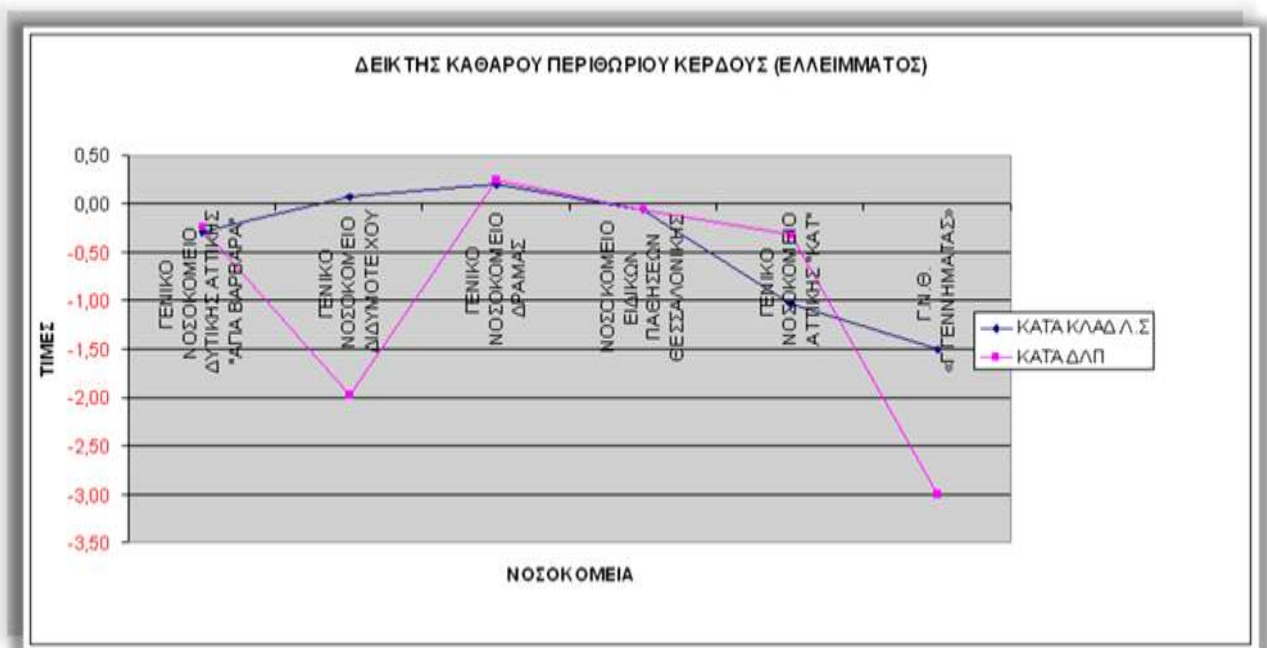 ΔΕΙΚΤΗΣ ΚΑΘΑΡΟΥ ΠΕΡΙΘΩΡΙΟΥ ΚΕΡΔΟΥΣ (ΕΛΛΕΙΜΜΑΤΟΣ)
0,50
0,00
-0,50
-1,00
-1,50
-2,00
-2,50
-3,00
-3,50
ΤΙΜΕΣ
ΓΕΝΙΚΟ
ΝΟΣΟΚΟΜΕΙΟ
ΔΥΤΙΚΗΣ ΑΤΤΙΚΗΣ
"ΑΓΙΑ ΒΑΡΒΑΡΑ"
ΓΕΝΙΚΟ
ΝΟΣΟΚΟΜΕΙΟ
ΔΙΔΥΜΟΤΕΧΟΥ
ΓΕΝΙΚΟ
ΝΟΣΟΚΟΜΕΙΟ
ΔΡΑΜΑΣ
ΝΟΣΟΚΟΜΕΙΟ
ΕΙΔΙΚΩΝ
ΠΑΘΗΣΕΩΝ
ΘΕΣΣΑΛΟΝΙΚΗΣ
ΓΕΝΙΚΟ
ΝΟΣΟΚΟΜΕΙΟ
ΑΤΤΙΚΗΣ "ΚΑΤ"
Γ.Ν.Θ.
«Γ ΓΕΝΝΗΜΑΤΑΣ»
ΚΑΤΑ ΚΛΑΔ Λ.Σ
ΚΑΤΑ ΔΛΠ
ΝΟΣΟΚΟΜΕΙΑ